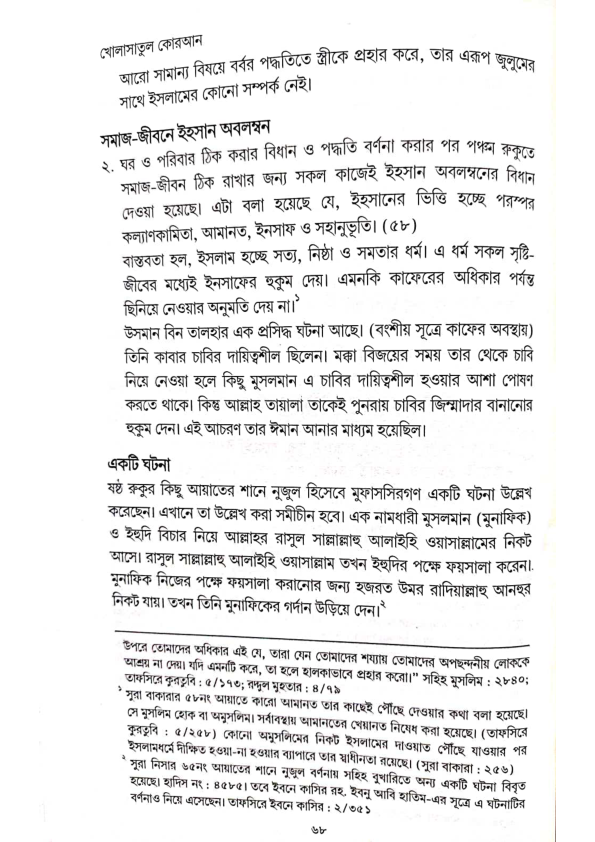 খোলাসাতুল কোরআন
আরো সামান্য বিষয়ে বর্বর পদ্ধতিতে স্ত্রীকে প্রহার করে, তার এরূপ জুলুমের
সাথে ইসলামের কোনো সম্পর্ক নেই।
সমাজ-জীবনে ইহসান অবলম্বন
২. ঘর ও পরিবার ঠিক করার বিধান ও পদ্ধতি বর্ণনা করার পর পঞ্চম রুকুতে
সমাজ-জীবন ঠিক রাখার জন্য সকল কাজেই ইহসান অবলম্বনের বিধান
দেওয়া হয়েছে। এটা বলা হয়েছে যে, ইহসানের ভিত্তি হচ্ছে পরস্পর
কল্যাণকামিতা, আমানত, ইনসাফ ও সহানুভূতি। (৫৮)
বাস্তবতা হল, ইসলাম হচ্ছে সত্য, নিষ্ঠা ও সমতার ধর্ম। এ ধর্ম সকল সৃষ্টি-
জীবের মধ্যেই ইনসাফের হুকুম দেয়। এমনকি কাফেরের অধিকার পর্যন্ত
ছিনিয়ে নেওয়ার অনুমতি দেয় না।১
উসমান বিন তালহার এক প্রসিদ্ধ ঘটনা আছে। (বংশীয় সূত্রে কাফের অবস্থায়)
তিনি কাবার চাবির দায়িত্বশীল ছিলেন। মক্কা বিজয়ের সময় তার থেকে চাবি
নিয়ে নেওয়া হলে কিছু মুসলমান এ চাবির দায়িত্বশীল হওয়ার আশা পোষণ
করতে থাকে। কিন্তু আল্লাহ তায়ালা তাকেই পুনরায় চাবির জিম্মাদার বানানোর
হুকুম দেন। এই আচরণ তার ঈমান আনার মাধ্যম হয়েছিল।
একটি ঘটনা
ষষ্ঠ রুকুর কিছু আয়াতের শানে নুজুল হিসেবে মুফাসসিরগণ একটি ঘটনা উল্লেখ
করেছেন। এখানে তা উল্লেখ করা সমীচীন হবে। এক নামধারী মুসলমান (মুনাফিক)
ও ইহুদি বিচার নিয়ে আল্লাহর রাসুল সাল্লাল্লাহু আলাইহি ওয়াসাল্লামের নিকট
আসে। রাসুল সাল্লাল্লাহু আলাইহি ওয়াসাল্লাম তখন ইহুদির পক্ষে ফয়সালা করেন।
মুনাফিক নিজের পক্ষে ফয়সালা করানোর জন্য হজরত উমর রাদিয়াল্লাহু আনহুর
নিকট যায়। তখন তিনি মুনাফিকের গর্দান উড়িয়ে দেন।২
উপরে তোমাদের অধিকার এই যে, তারা যেন তোমাদের শয্যায় তোমাদের অপছন্দনীয় লোককে
আশ্রয় না দেয়। যদি এমনটি করে, তা হলে হালকাভাবে প্রহার করো।” সহিহ মুসলিম : ২৮৪০;
তাফসিরে কুরতুবি : ৫/১৭৩; রদ্দুল মুহতার : ৪/৭৯
১ সুরা বাকারার ৫৮নং আয়াতে কারো আমানত তার কাছেই পৌঁছে দেওয়ার কথা বলা হয়েছে।
সে মুসলিম হোক বা অমুসলিম। সর্বাবস্থায় আমানতের খেয়ানত নিষেধ করা হয়েছে। (তাফসিরে
কুরতুবি : ৫/২৫৮) কোনো অমুসলিমের নিকট ইসলামের দাওয়াত পৌঁছে যাওয়ার পর
ইসলামধর্মে দীক্ষিত হওয়া-না হওয়ার ব্যাপারে তার স্বাধীনতা রয়েছে। (সুরা বাকারা : ২৫৬)
২ সুরা নিসার ৬৫নং আয়াতের শানে নুজুল বর্ণনায় সহিহ বুখারিতে অন্য একটি ঘটনা বিবৃত
হয়েছে। হাদিস নং : ৪৫৮৫। তবে ইবনে কাসির রহ. ইবনু আবি হাতিম-এর সূত্রে এ ঘটনাটির
বর্ণনাও নিয়ে এসেছেন। তাফসিরে ইবনে কাসির : ২/৩৫১
৬৮